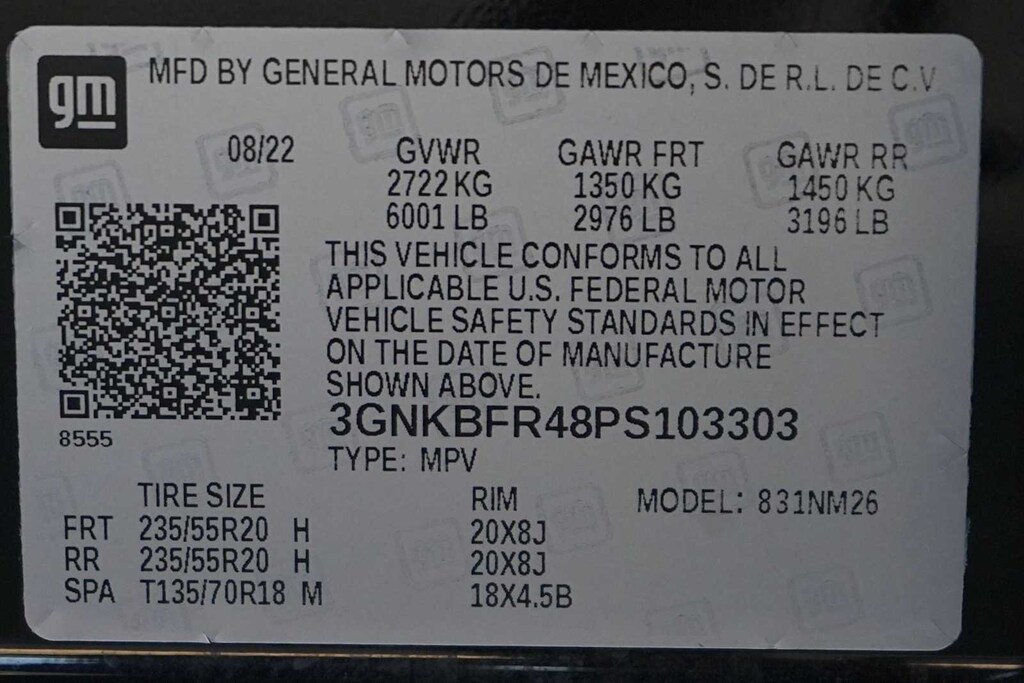 gm MFD BY GENERAL MOTORS DE MEXICO, S. DE R.L. DE C.V
08/22 GVWR GAWR FRT GAWR RR
2722 KG 1350 KG 1450 KG
6001 LB 2976 LB 3196 LB
THIS VEHICLE CONFORMS TO ALL
APPLICABLE U.S. FEDERAL MOTOR
VEHICLE SAFETY STANDARDS IN EFFECT
ON THE DATE OF MANUFACTURE
SHOWN ABOVE.
3GNKBFR48PS103303
8555
TYPE: MPV
TIRE SIZE RIM MODEL: 831NM26
FRT 235/55R20 H 20X8J
RR 235/55R20 H 20X8J
SPA T135/70R18 M 18X4.5B